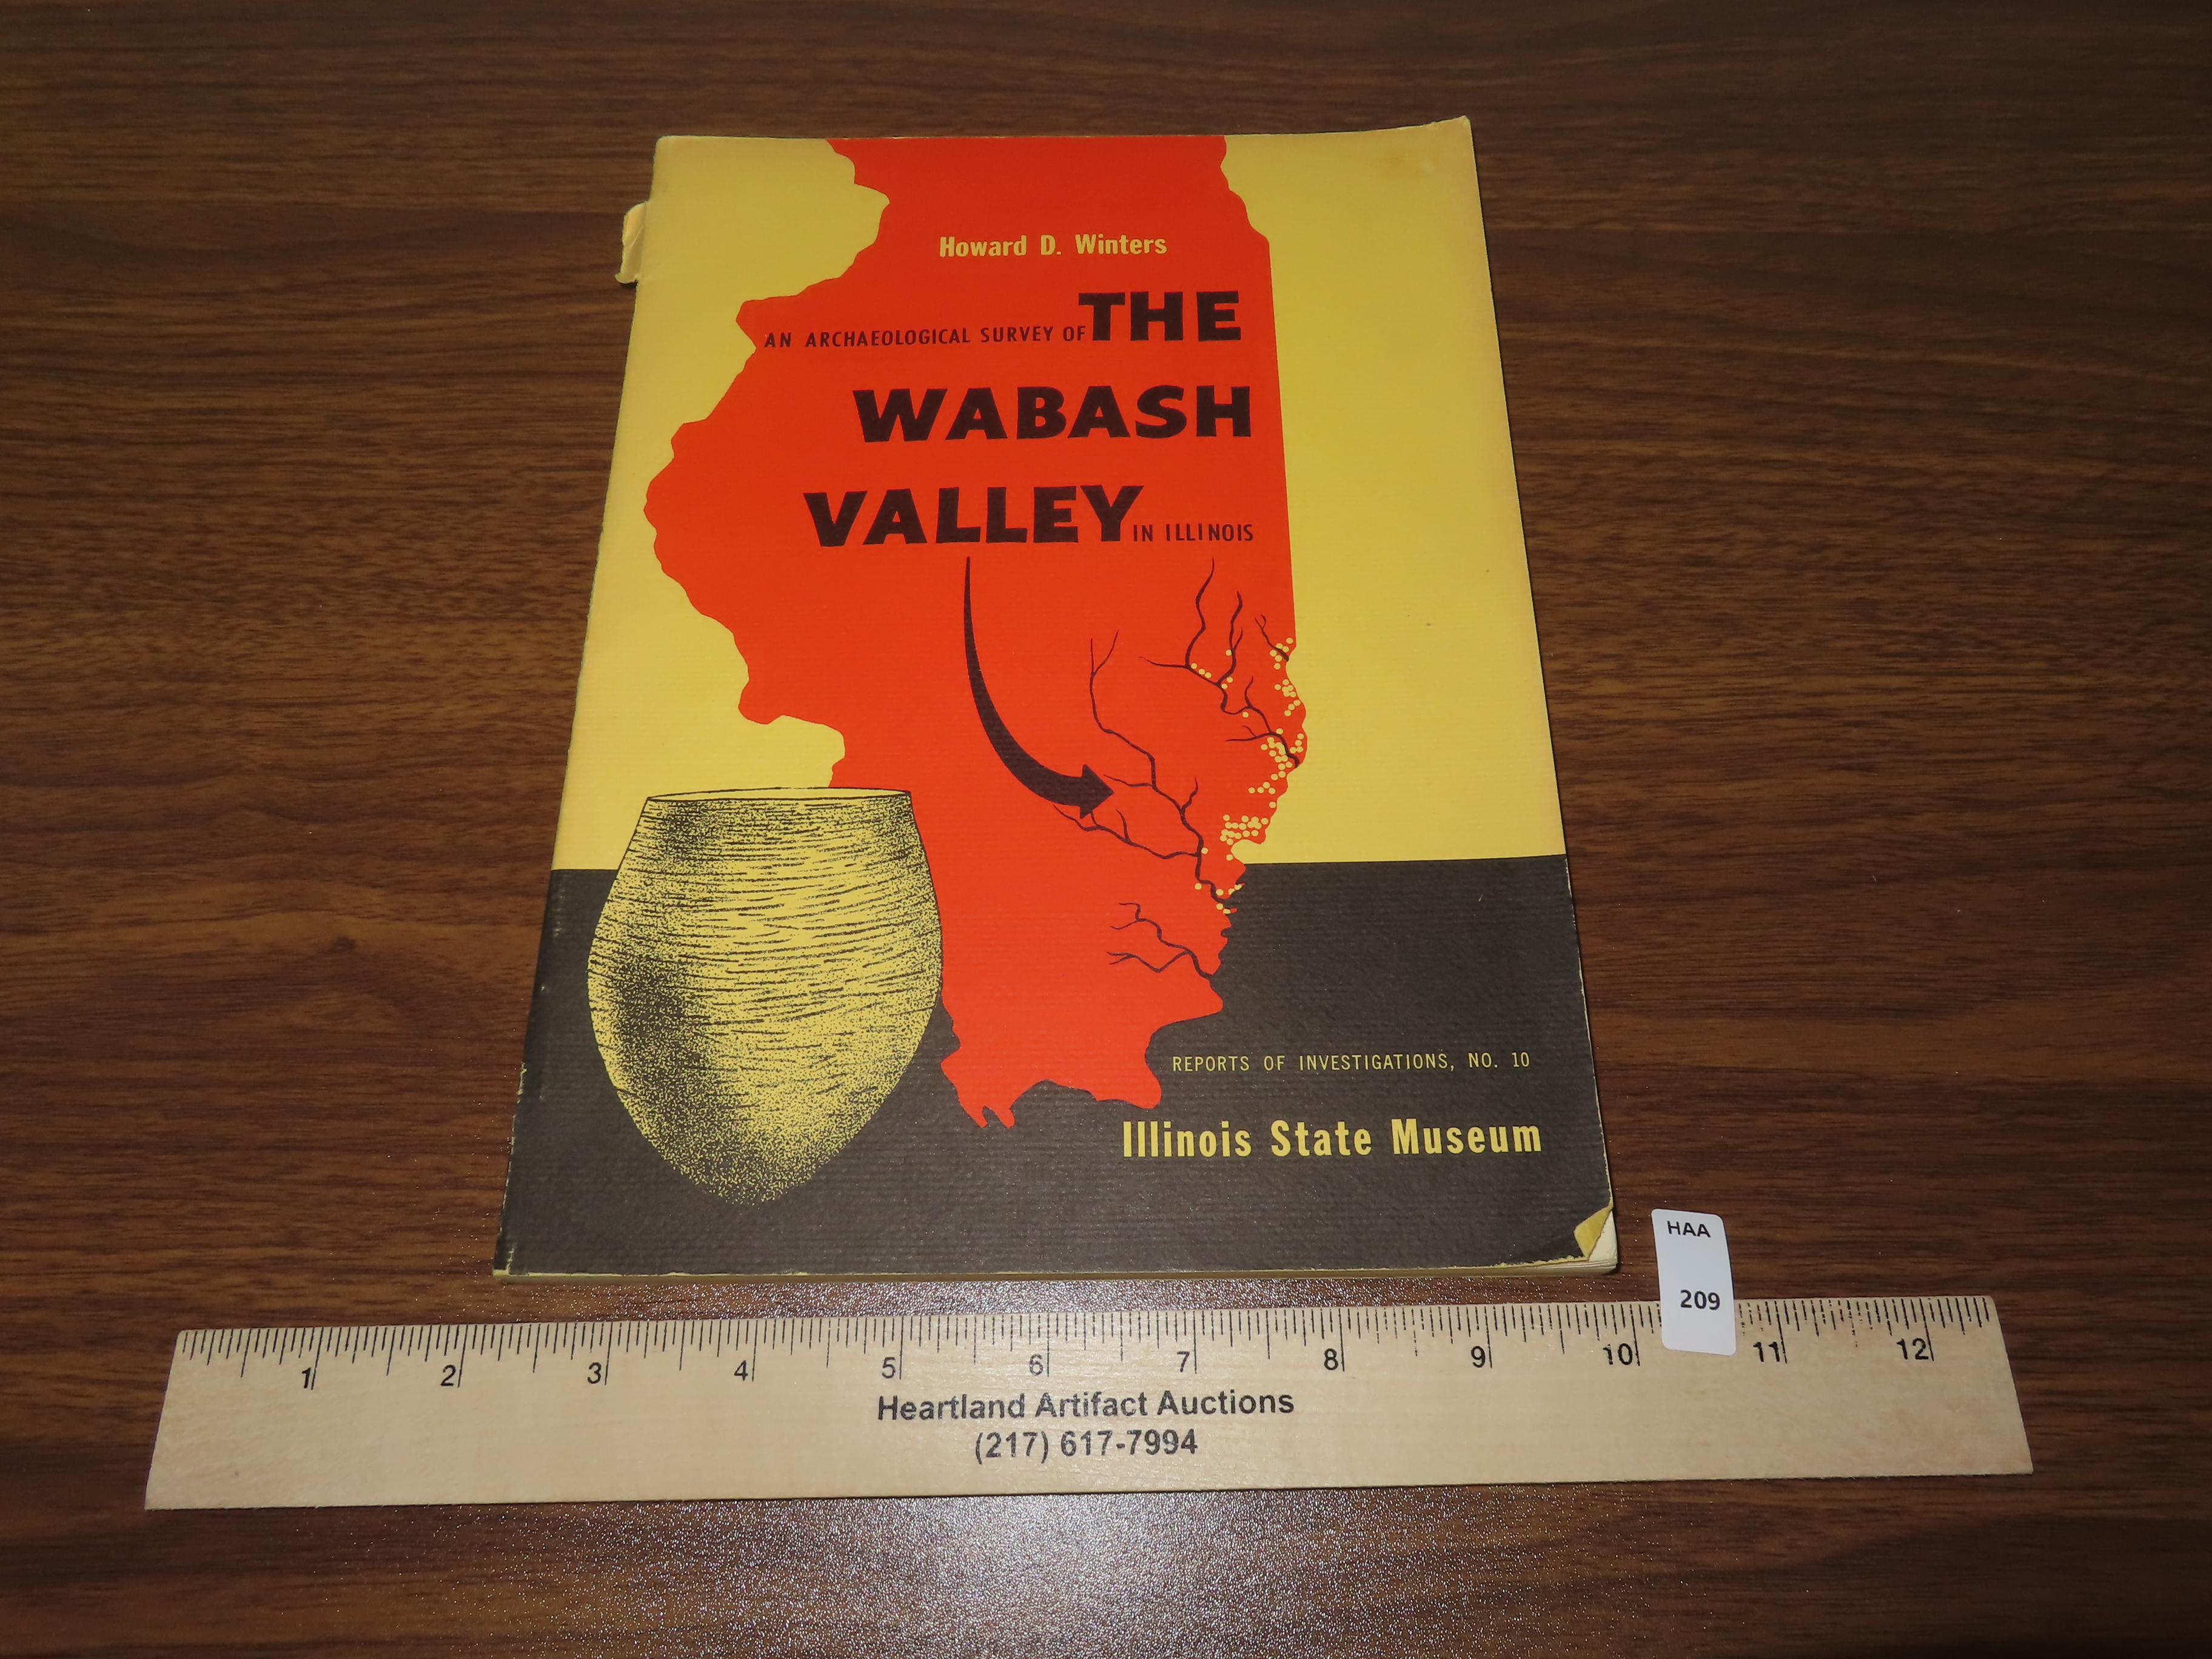 Howard D. Winters
AN ARCHAEOLOGICAL SURVEY OF THE
WABASH
VALLEY IN ILLINOIS
REPORTS OF INVESTIGATIONS, NO. 10
Illinois State Museum
HAA
209
1 2 3 4 5 6 7 8 9 10 11 12
Heartland Artifact Auctions
(217) 617-7994